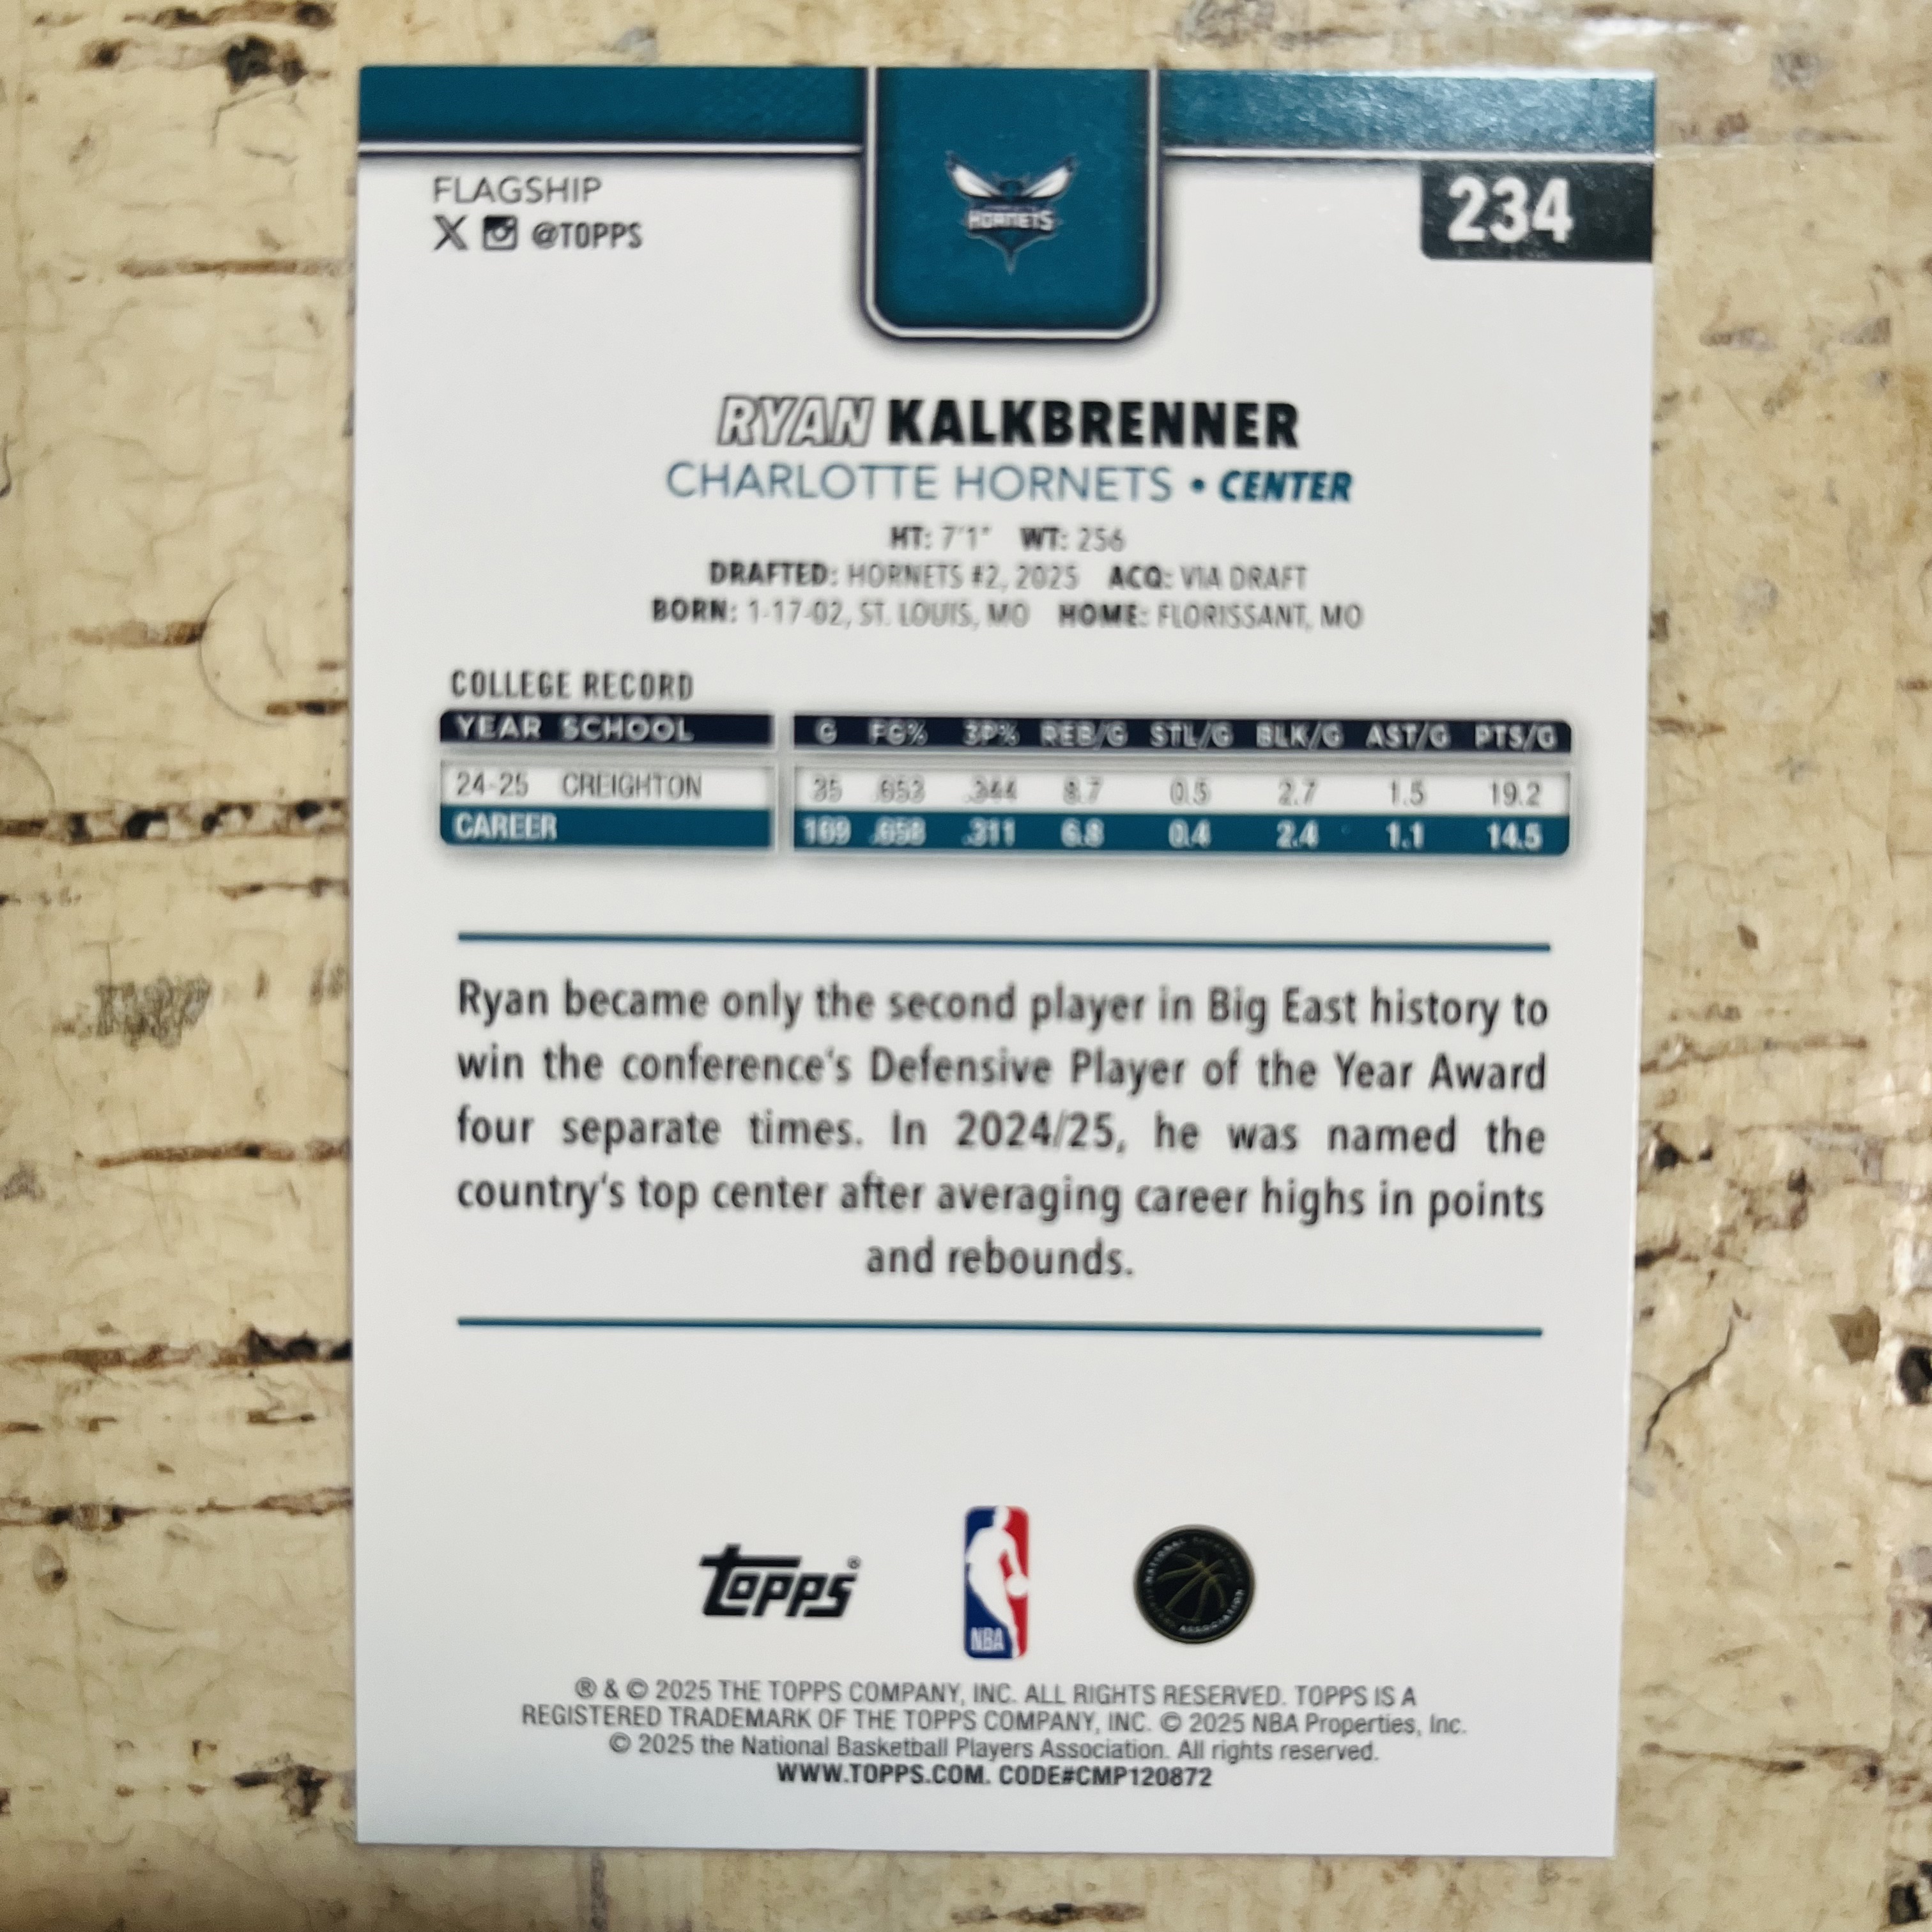 FLAGSHIP
X @TOPPS
HORNETS
234
RYAN KALKBRENNER
CHARLOTTE HORNETS • CENTER
HT: 7'1" WT: 256
DRAFTED: HORNETS #2, 2025 ACQ: VIA DRAFT
BORN: 1-17-02, ST. LOUIS, MO HOME: FLORISSANT, MO
COLLEGE RECORD
YEAR SCHOOL G FG% 3P% REB/G STL/G BLK/G AST/G PTS/G
24-25 CREIGHTON 35 .653 .344 8.7 0.5 2.7 1.5 19.2
CAREER 169 .658 .311 6.8 0.4 2.4 1.1 14.5
Ryan became only the second player in Big East history to
win the conference's Defensive Player of the Year Award
four separate times. In 2024/25, he was named the
country's top center after averaging career highs in points
and rebounds.
topps®
NBA
NATIONAL BASKETBALL
ASSOCIATION
® & © 2025 THE TOPPS COMPANY, INC. ALL RIGHTS RESERVED. TOPPS IS A
REGISTERED TRADEMARK OF THE TOPPS COMPANY, INC. © 2025 NBA Properties, Inc.
© 2025 the National Basketball Players Association. All rights reserved.
WWW.TOPPS.COM. CODE#CMP120872